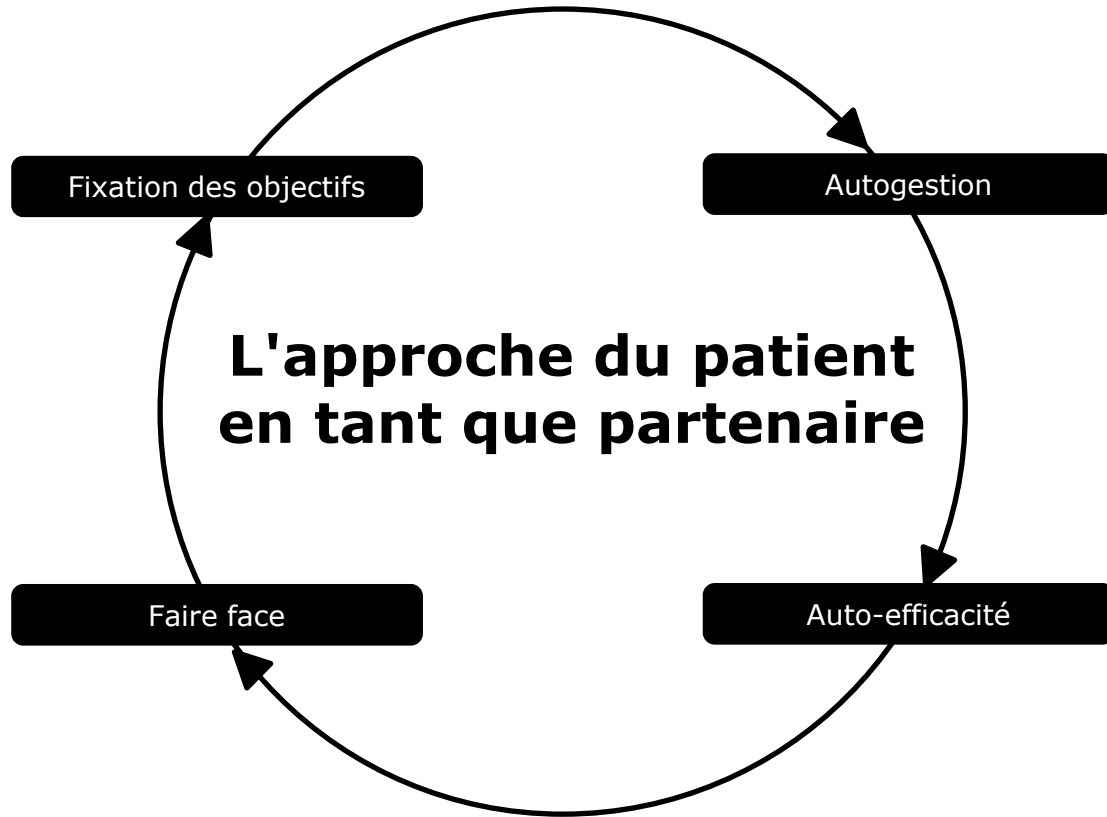 Fixation des objectifs
Autogestion
L'approche du patient
en tant que partenaire
Faire face
Auto-efficacité